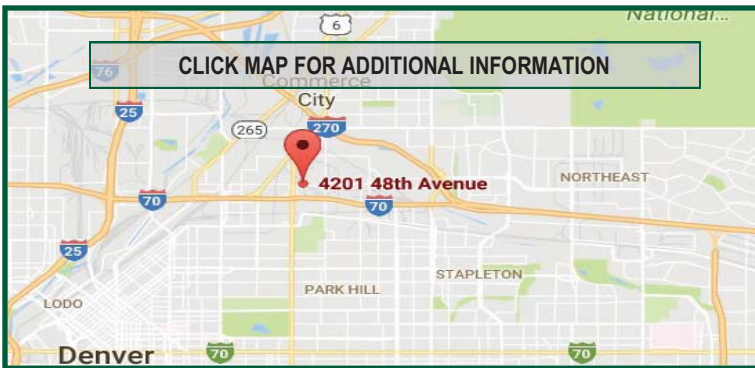 National...
6
CLICK MAP FOR ADDITIONAL INFORMATION
76
Commerce
City
25
265
270
4201 48th Avenue
NORTHEAST
70
70
25
STAPLETON
PARK HILL
LODO
Denver
70
70